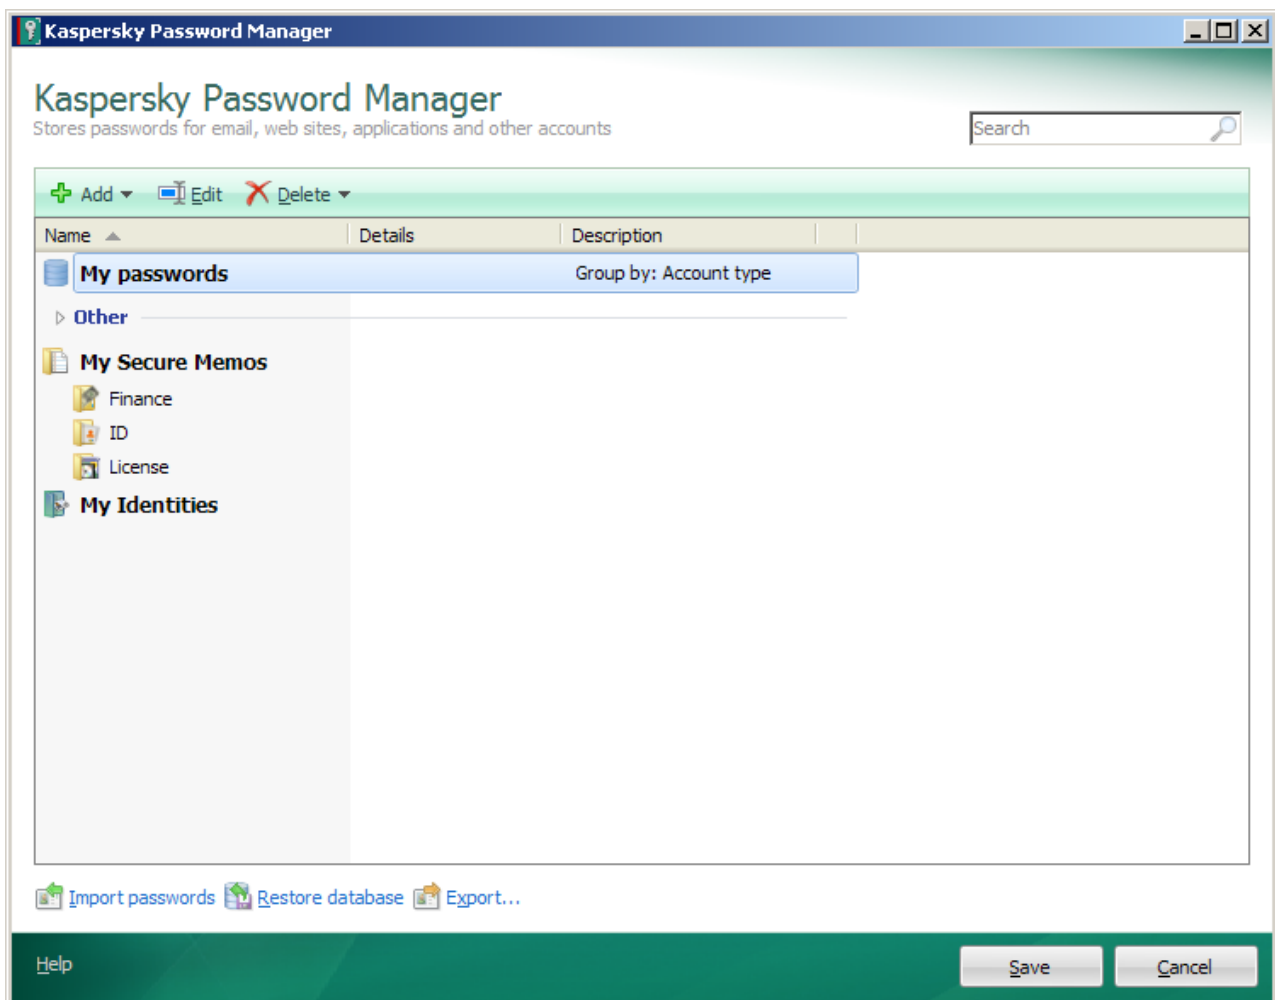 Kaspersky Password Manager
Kaspersky Password Manager
Stores passwords for email, web sites, applications and other accounts
Search
Add Edit Delete
Name Details Description
My passwords Group by: Account type
Other
My Secure Memos
Finance
ID
License
My Identities
Import passwords Restore database Export...
Help Save Cancel